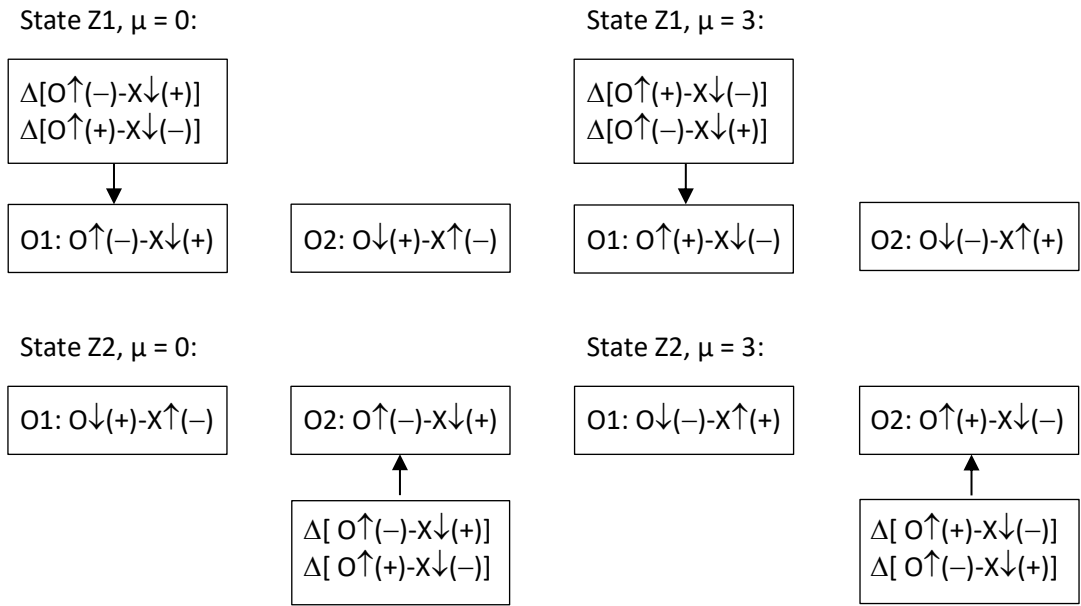 State Z1, μ = 0:
State Z1, μ = 3:
Δ[O↑(–)-X↓(+)]
Δ[O↑(+)-X↓(–)]
Δ[O↑(+)-X↓(–)]
Δ[O↑(–)-X↓(+)]
O1: O↑(–)-X↓(+)
O2: O↓(+)-X↑(–)
O1: O↑(+)-X↓(–)
O2: O↓(–)-X↑(+)
State Z2, μ = 0:
State Z2, μ = 3:
O1: O↓(+)-X↑(–)
O2: O↑(–)-X↓(+)
O1: O↓(–)-X↑(+)
O2: O↑(+)-X↓(–)
Δ[ O↑(–)-X↓(+)]
Δ[ O↑(+)-X↓(–)]
Δ[ O↑(+)-X↓(–)]
Δ[ O↑(–)-X↓(+)]